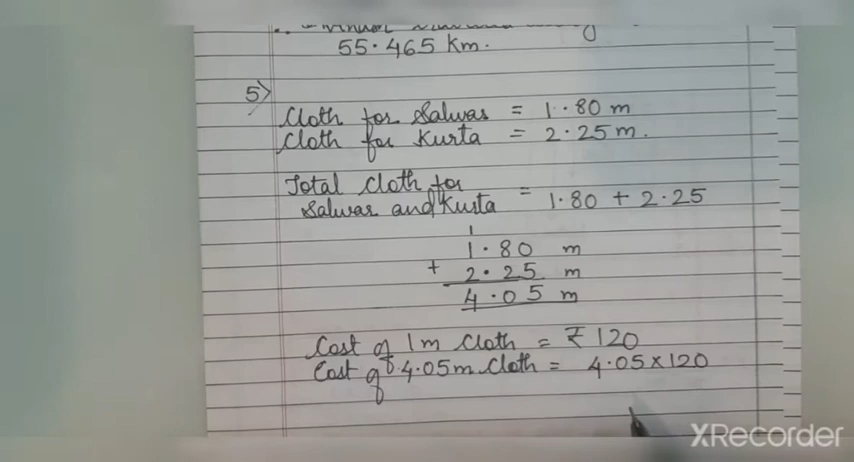 55.465 km.
5>
Cloth for Salwar = 1.80 m
Cloth for Kurta = 2.25 m.
Total Cloth for
Salwar and Kurta = 1.80 + 2.25
1
1.80 m
+ 2.25 m
4.05 m
Cost of 1m Cloth = ₹ 120
Cost of 4.05m Cloth = 4.05 x 120
XRecorder